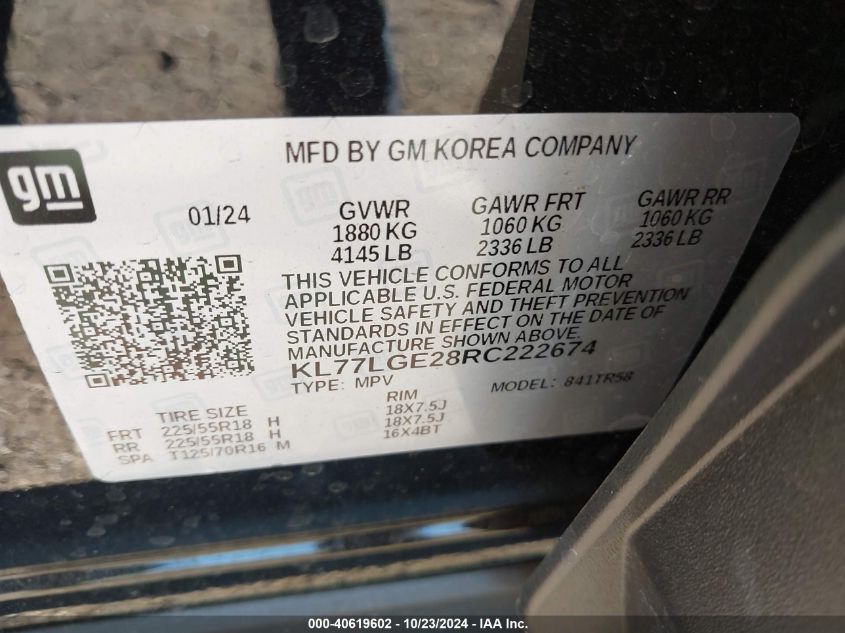 MFD BY GM KOREA COMPANY
gm
01/24
GVWR GAWR FRT GAWR RR
1880 KG 1060 KG 1060 KG
4145 LB 2336 LB 2336 LB
THIS VEHICLE CONFORMS TO ALL
APPLICABLE U.S. FEDERAL MOTOR
VEHICLE SAFETY AND THEFT PREVENTION
STANDARDS IN EFFECT ON THE DATE OF
MANUFACTURE SHOWN ABOVE.
KL77LGE28RC222674
TYPE: MPV MODEL: 841TR58
TIRE SIZE RIM
FRT 225/55R18 H 18X7.5J
RR 225/55R18 H 18X7.5J
SPA T125/70R16 M 16X4BT
000-40619602 - 10/23/2024 - IAA Inc.